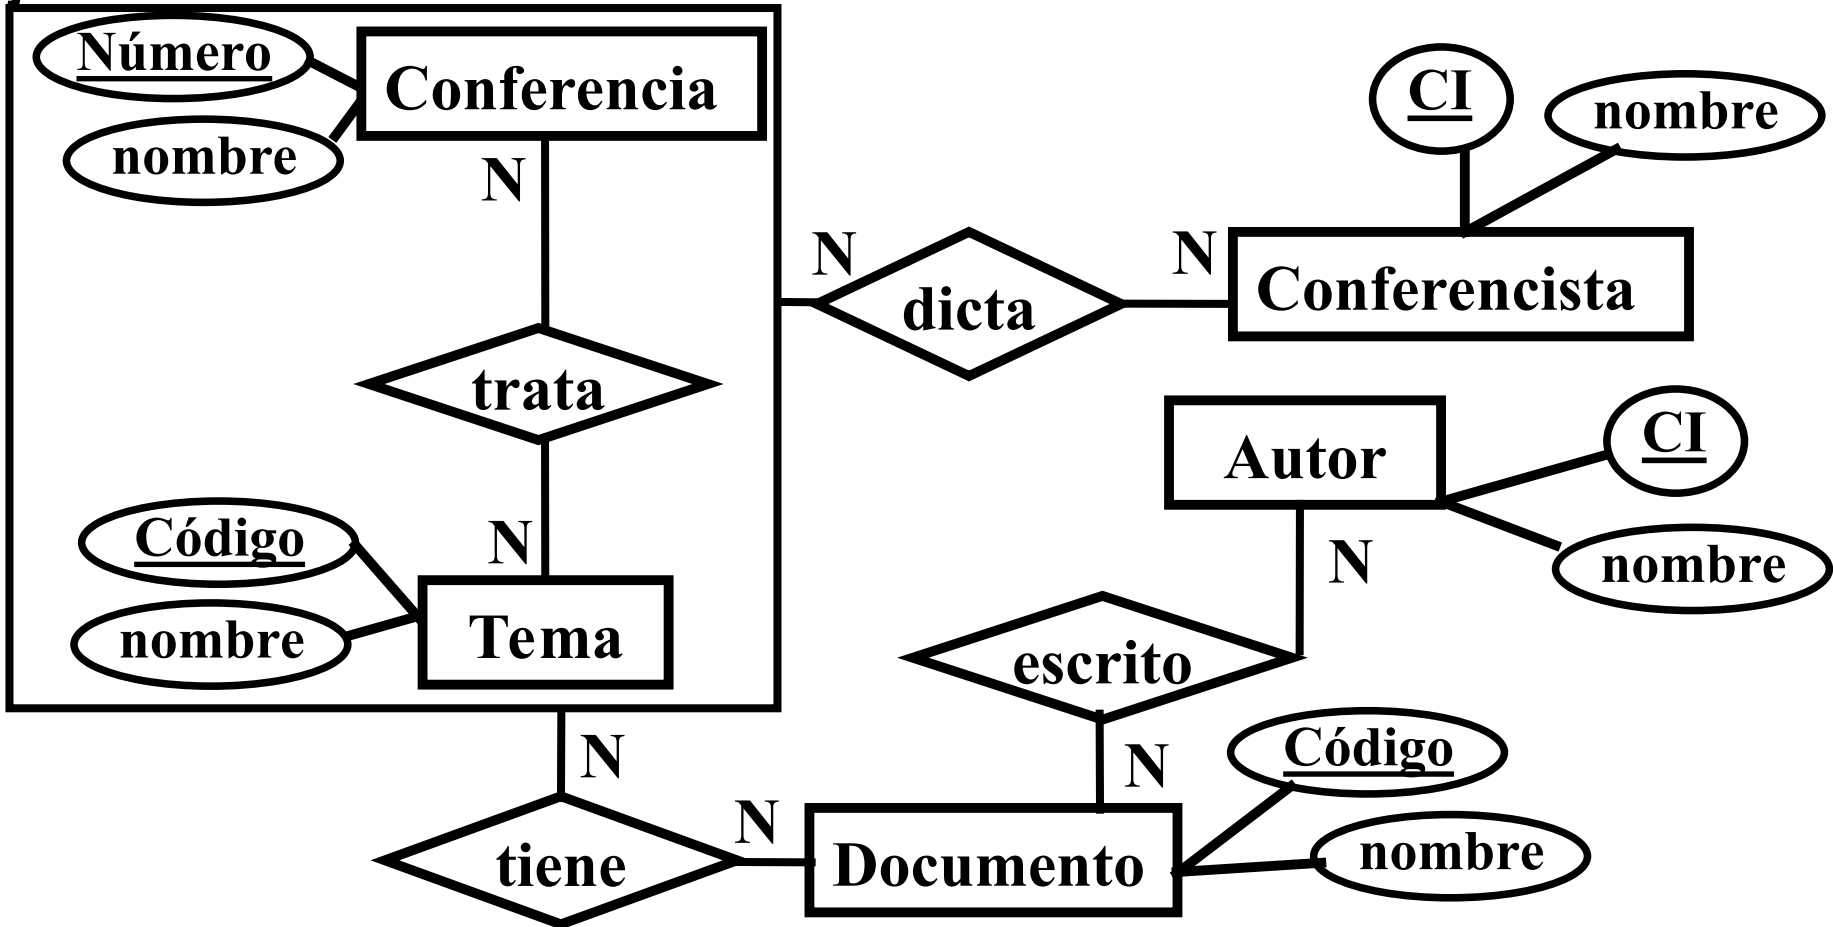 Número
Conferencia
nombre
N
CI
nombre
N
N
dicta
Conferencista
trata
Autor
CI
N
Código
N
nombre
nombre
Tema
escrito
N
N
Código
N
tiene
Documento
nombre